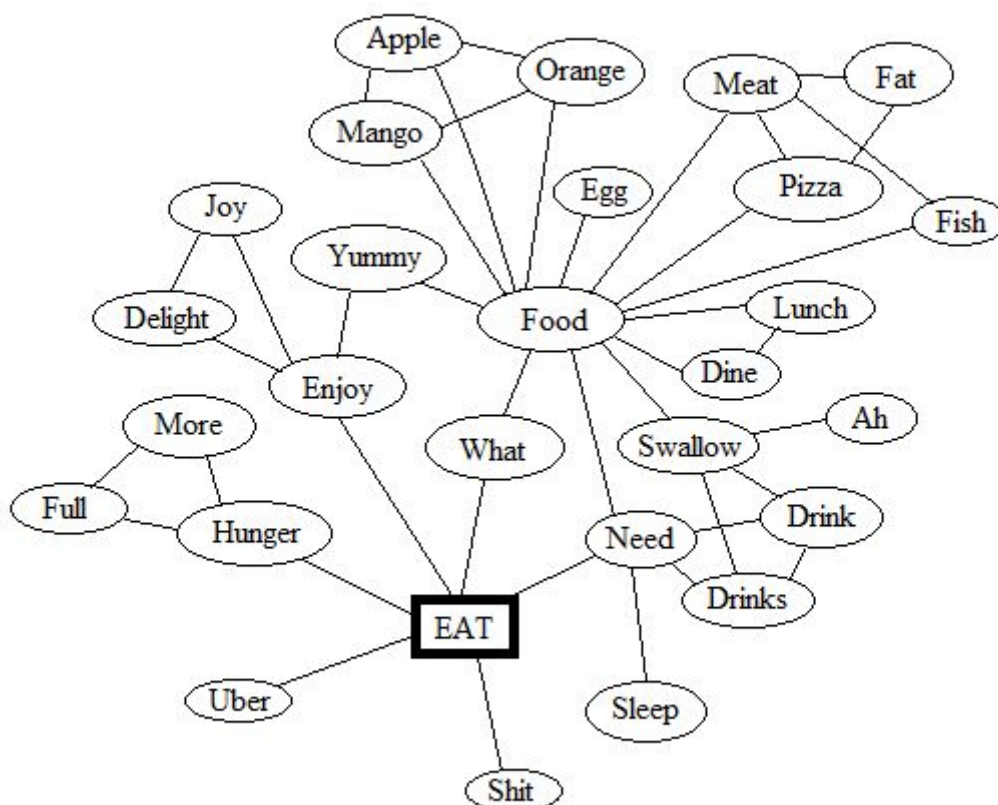 Apple
Orange
Meat
Fat
Mango
Egg
Pizza
Joy
Fish
Yummy
Delight
Food
Lunch
Enjoy
Dine
More
What
Swallow
Ah
Full
Hunger
Need
Drink
EAT
Drinks
Uber
Sleep
Shit